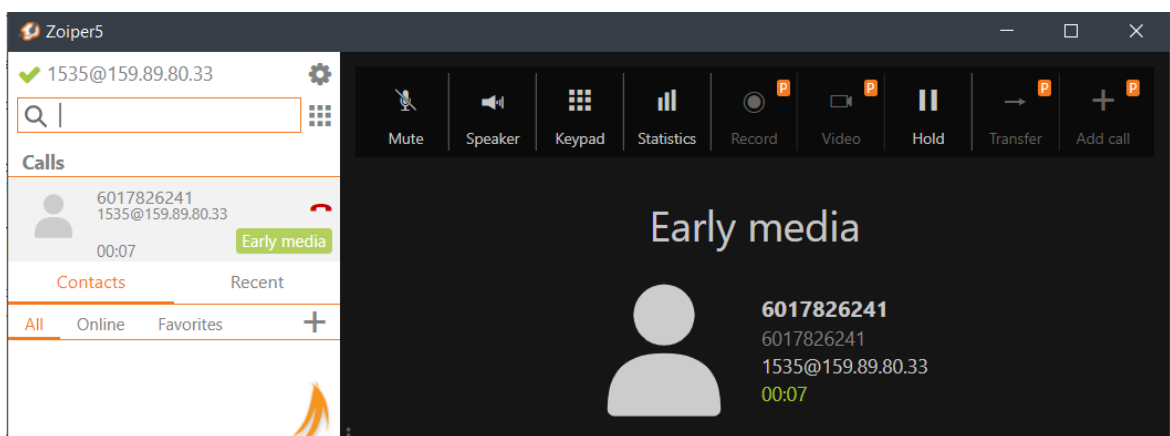 Zoiper5
1535@159.89.80.33
Calls
6017826241
1535@159.89.80.33
00:07
Early media
Contacts Recent
All Online Favorites
Mute Speaker Keypad Statistics Record Video Hold Transfer Add call
P P P P
Early media
6017826241
6017826241
1535@159.89.80.33
00:07